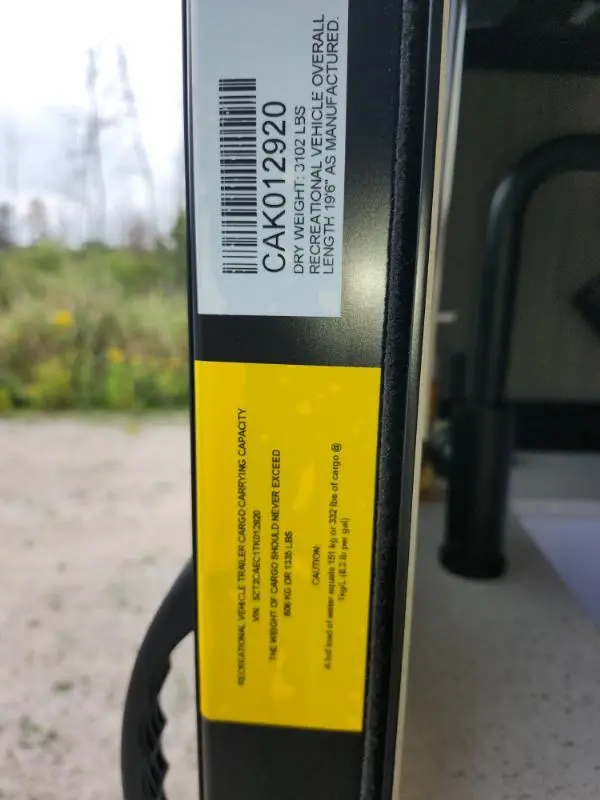 CAK012920
DRY WEIGHT: 3102 LBS
RECREATIONAL VEHICLE OVERALL
LENGTH 19'6" AS MANUFACTURED.
RECREATIONAL VEHICLE TRAILER CARGO CARRYING CAPACITY
VIN: 5ZT2CAEC1TK012920
THE WEIGHT OF CARGO SHOULD NEVER EXCEED
606 KG OR 1335 LBS
CAUTION:
A full load of water equals 151 kg or 332 lbs of cargo @
1kg/L (8.3 lb per gal)